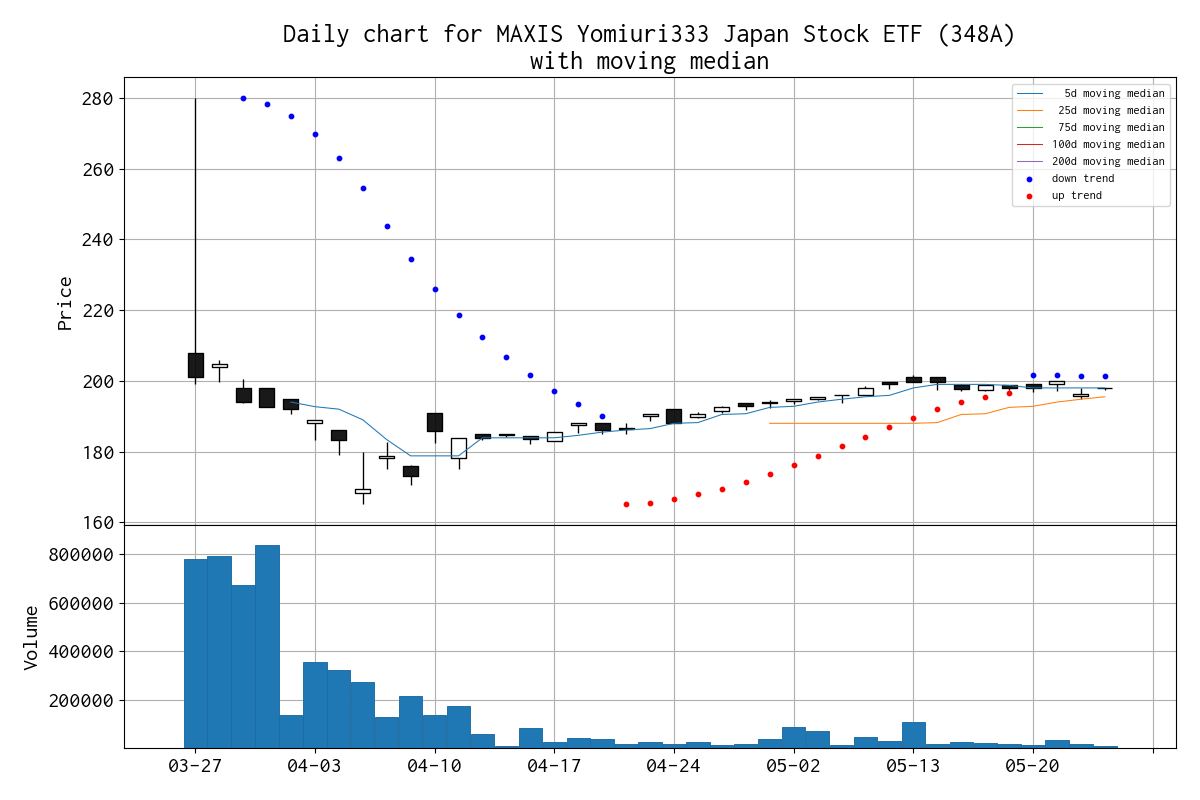 Daily chart for MAXIS Yomiuri333 Japan Stock ETF (348A)
with moving median
280
260
240
220
200
180
160
Price
5d moving median
25d moving median
75d moving median
100d moving median
200d moving median
down trend
up trend
800000
600000
400000
200000
Volume
03-27
04-03
04-10
04-17
04-24
05-02
05-13
05-20